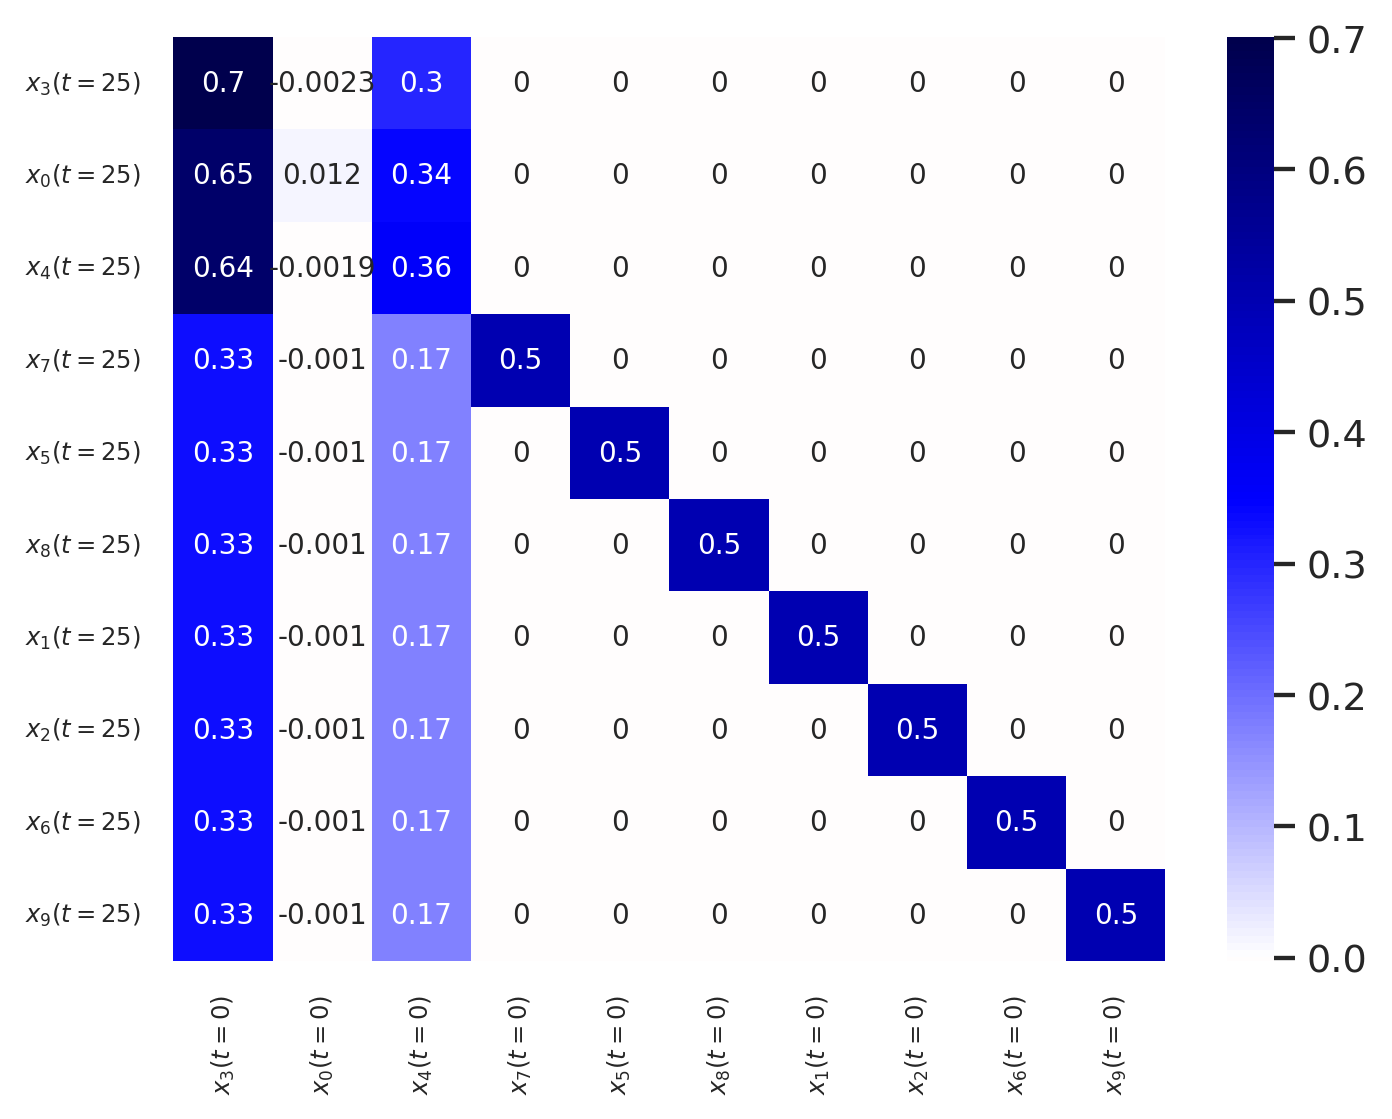 x₃(t = 25) 0.7 -0.0023 0.3 0 0 0 0 0 0 0
x₀(t = 25) 0.65 0.012 0.34 0 0 0 0 0 0 0
x₄(t = 25) 0.64 -0.0019 0.36 0 0 0 0 0 0 0
x₇(t = 25) 0.33 -0.001 0.17 0.5 0 0 0 0 0 0
x₅(t = 25) 0.33 -0.001 0.17 0 0.5 0 0 0 0 0
x₈(t = 25) 0.33 -0.001 0.17 0 0 0.5 0 0 0 0
x₁(t = 25) 0.33 -0.001 0.17 0 0 0 0.5 0 0 0
x₂(t = 25) 0.33 -0.001 0.17 0 0 0 0 0.5 0 0
x₆(t = 25) 0.33 -0.001 0.17 0 0 0 0 0 0.5 0
x₉(t = 25) 0.33 -0.001 0.17 0 0 0 0 0 0 0.5
x₃(t = 0) x₀(t = 0) x₄(t = 0) x₇(t = 0) x₅(t = 0) x₈(t = 0) x₁(t = 0) x₂(t = 0) x₆(t = 0) x₉(t = 0)
0.7
0.6
0.5
0.4
0.3
0.2
0.1
0.0